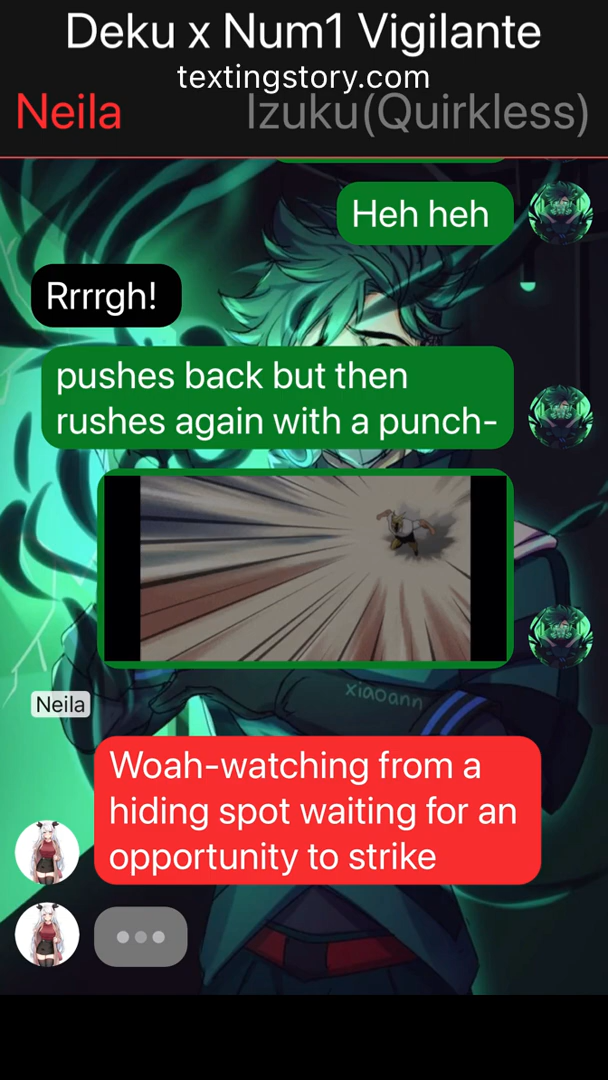 Deku x Num1 Vigilante
textingstory.com
Neila
Izuku(Quirkless)
Heh heh
Rrrrgh!
pushes back but then
rushes again with a punch-
xiaoann
Neila
Woah-watching from a
hiding spot waiting for an
opportunity to strike